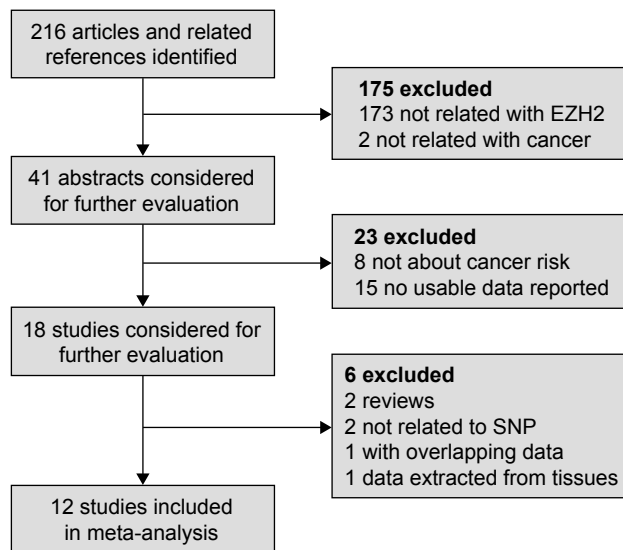 216 articles and related
references identified
175 excluded
173 not related with EZH2
2 not related with cancer
41 abstracts considered
for further evaluation
23 excluded
8 not about cancer risk
15 no usable data reported
18 studies considered for
further evaluation
6 excluded
2 reviews
2 not related to SNP
1 with overlapping data
1 data extracted from tissues
12 studies included
in meta-analysis